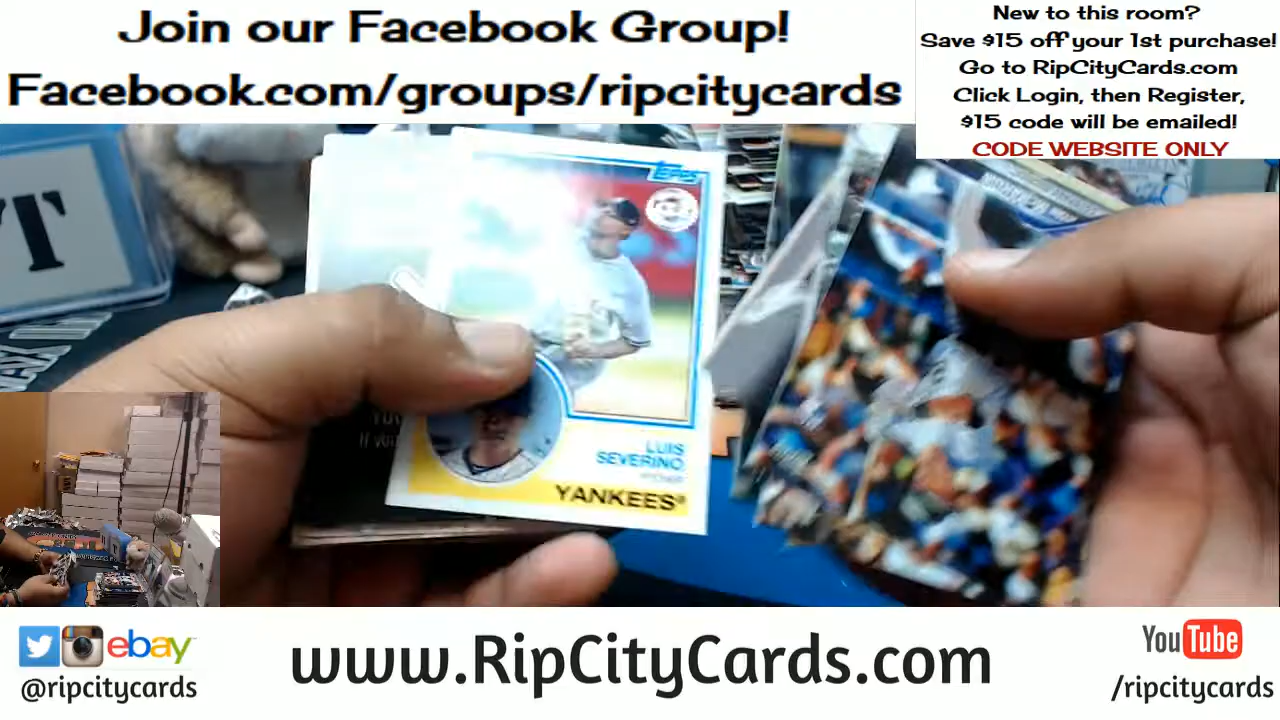 Join our Facebook Group!
Facebook.com/groups/ripcitycards
New to this room?
Save $15 off your 1st purchase!
Go to RipCityCards.com
Click Login, then Register,
$15 code will be emailed!
CODE WEBSITE ONLY
Topps
LUIS
SEVERINO
PITCHER
YANKEES®
ebay
@ripcitycards
www.RipCityCards.com
YouTube
/ripcitycards